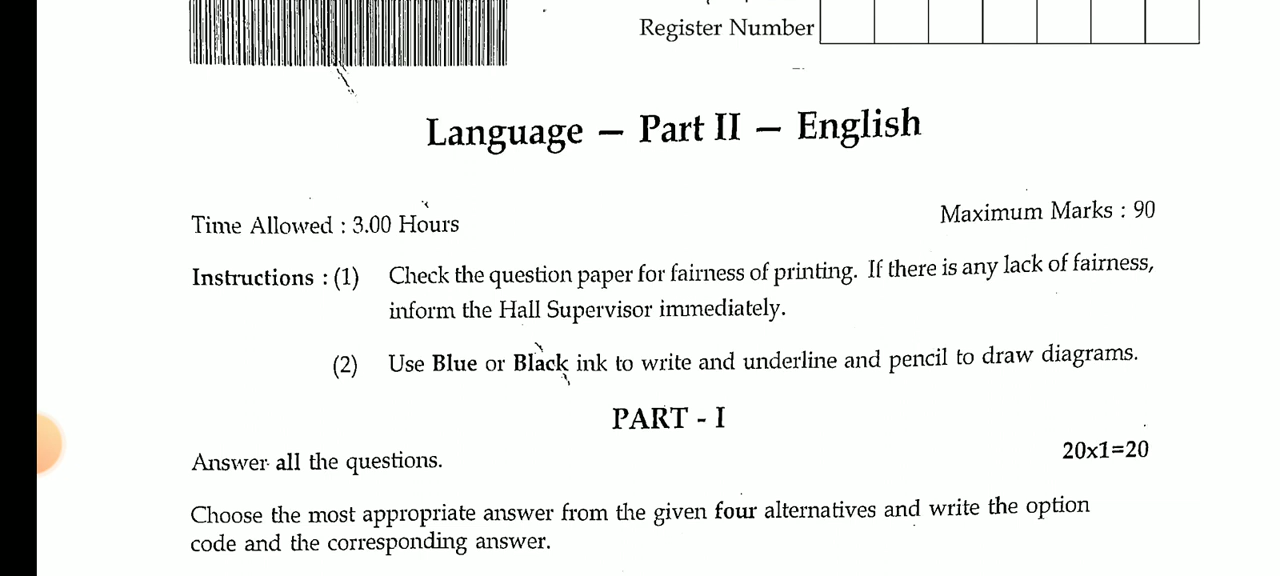 Register Number
Language – Part II – English
Time Allowed : 3.00 Hours
Maximum Marks : 90
Instructions : (1) Check the question paper for fairness of printing. If there is any lack of fairness,
inform the Hall Supervisor immediately.
(2) Use Blue or Black ink to write and underline and pencil to draw diagrams.
PART - I
Answer all the questions.
20x1=20
Choose the most appropriate answer from the given four alternatives and write the option
code and the corresponding answer.